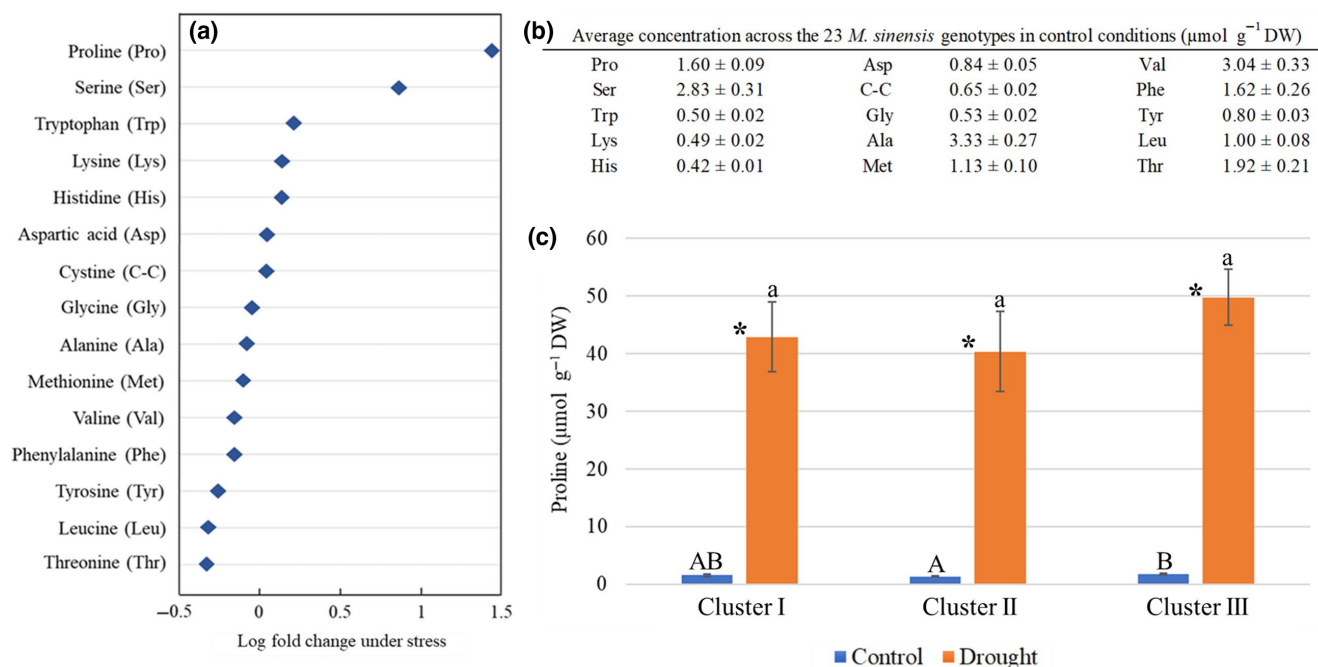 (a)
Proline (Pro)
Serine (Ser)
Tryptophan (Trp)
Lysine (Lys)
Histidine (His)
Aspartic acid (Asp)
Cystine (C-C)
Glycine (Gly)
Alanine (Ala)
Methionine (Met)
Valine (Val)
Phenylalanine (Phe)
Tyrosine (Tyr)
Leucine (Leu)
Threonine (Thr)
−0.5 0 0.5 1 1.5
Log fold change under stress
(b)
Average concentration across the 23 M. sinensis genotypes in control conditions (µmol g⁻¹ DW)
Pro 1.60 ± 0.09 Asp 0.84 ± 0.05 Val 3.04 ± 0.33
Ser 2.83 ± 0.31 C-C 0.65 ± 0.02 Phe 1.62 ± 0.26
Trp 0.50 ± 0.02 Gly 0.53 ± 0.02 Tyr 0.80 ± 0.03
Lys 0.49 ± 0.02 Ala 3.33 ± 0.27 Leu 1.00 ± 0.08
His 0.42 ± 0.01 Met 1.13 ± 0.10 Thr 1.92 ± 0.21
(c)
Proline (µmol g⁻¹ DW)
60
50
40
30
20
10
0
* a * a * a
AB A B
Cluster I Cluster II Cluster III
Control Drought